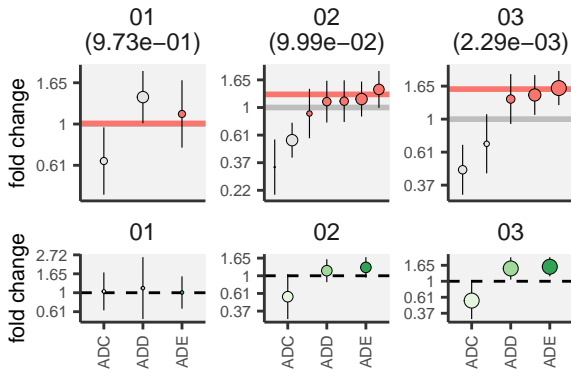 01 02 03
(9.73e−01) (9.99e−02) (2.29e−03)
fold change
1.65 1 0.61
1.65 1 0.61 0.37 0.22
1.65 1 0.37
01 02 03
fold change
2.72 1.65 1 0.61
1.65 1 0.61 0.37
1.65 1 0.61 0.37
ADC ADD ADE ADC ADD ADE ADC ADD ADE